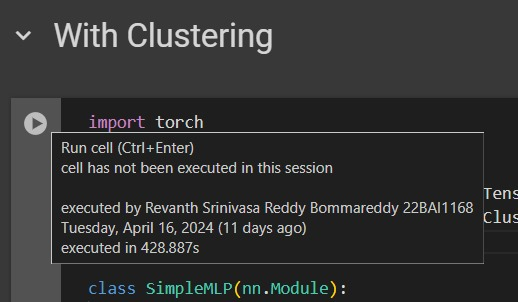 With Clustering
import torch
Run cell (Ctrl+Enter)
cell has not been executed in this session
executed by Revanth Srinivasa Reddy Bommareddy 22BAI1168
Tens
Tuesday, April 16, 2024 (11 days ago)
Clus
executed in 428.887s
class SimpleMLP(nn.Module):